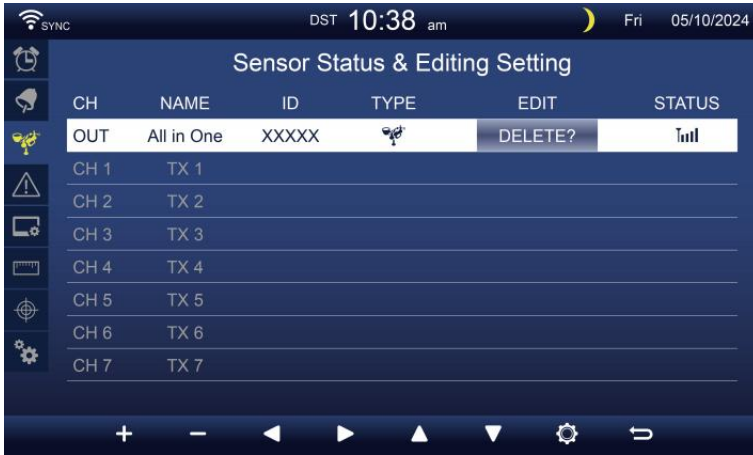 SYNC DST 10:38 am Fri 05/10/2024
Sensor Status & Editing Setting
CH NAME ID TYPE EDIT STATUS
OUT All in One XXXXX DELETE?
CH 1 TX 1
CH 2 TX 2
CH 3 TX 3
CH 4 TX 4
CH 5 TX 5
CH 6 TX 6
CH 7 TX 7